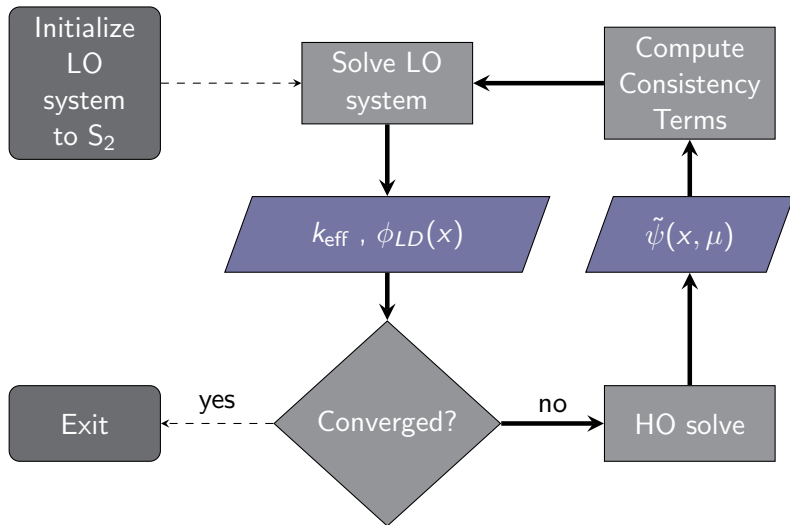 Initialize
LO
system
to S₂
Solve LO
system
Compute
Consistency
Terms
k_eff , ϕ_LD(x)
ψ̃(x, μ)
Exit
yes
Converged?
no
HO solve